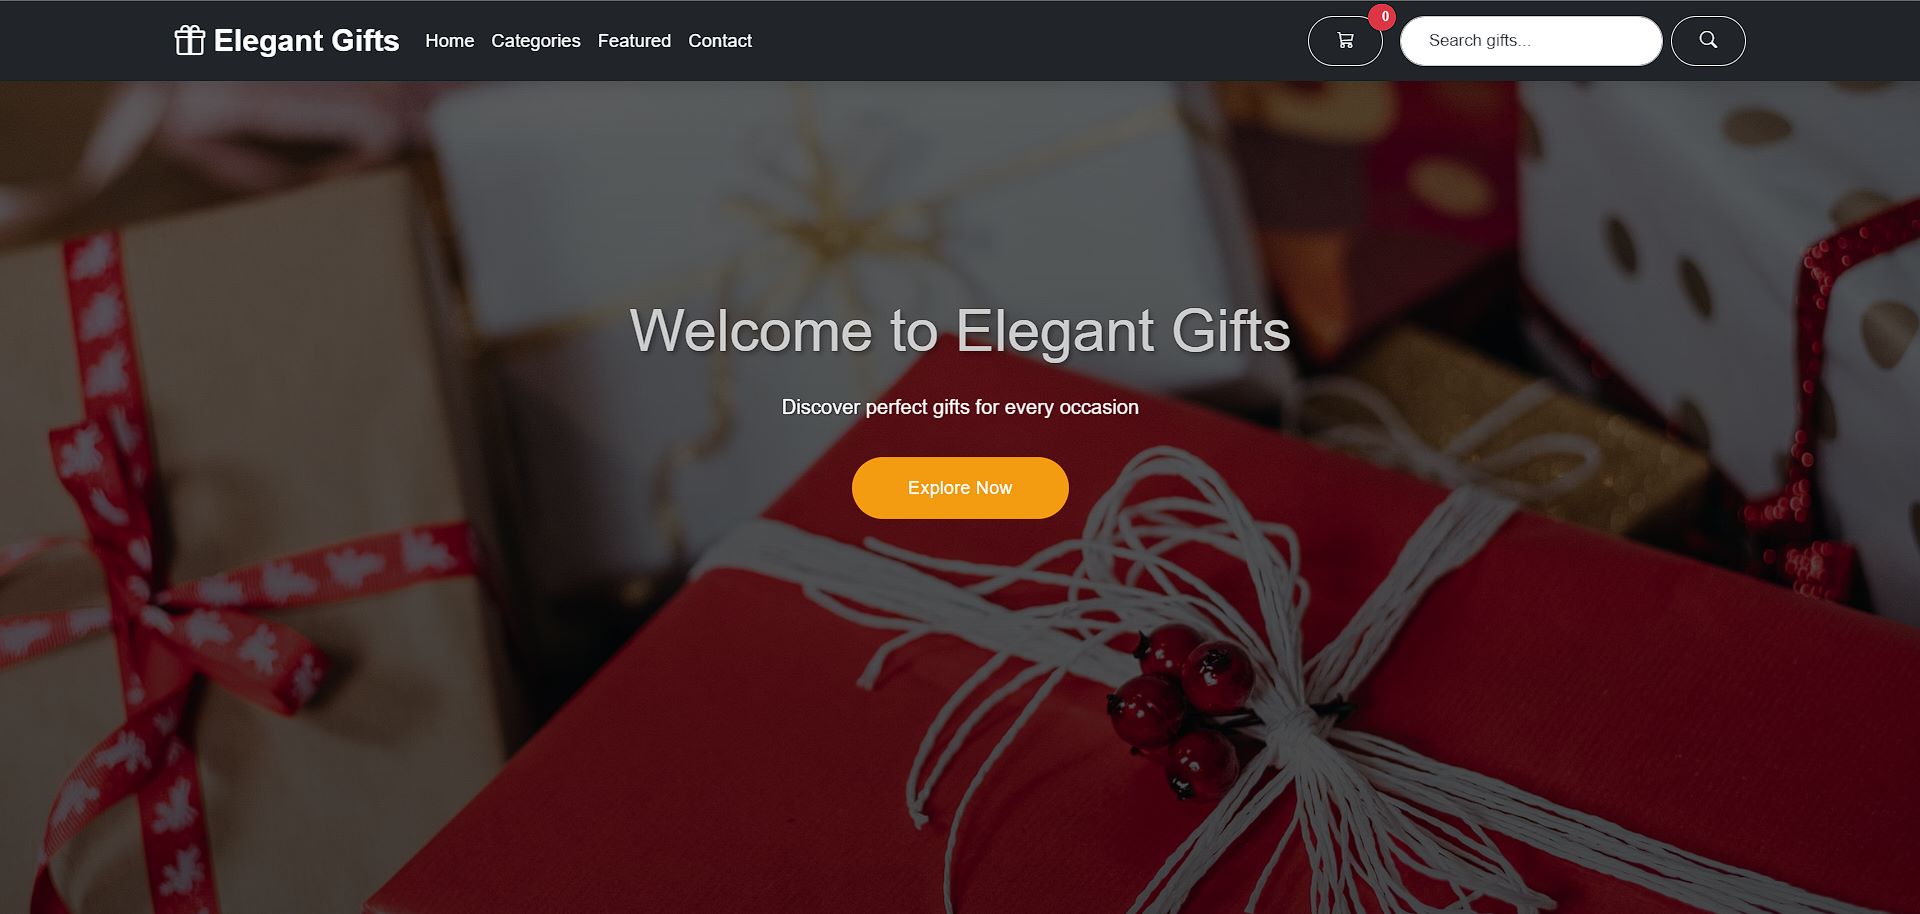 Elegant Gifts
Home Categories Featured Contact
0
Search gifts...
Welcome to Elegant Gifts
Discover perfect gifts for every occasion
Explore Now